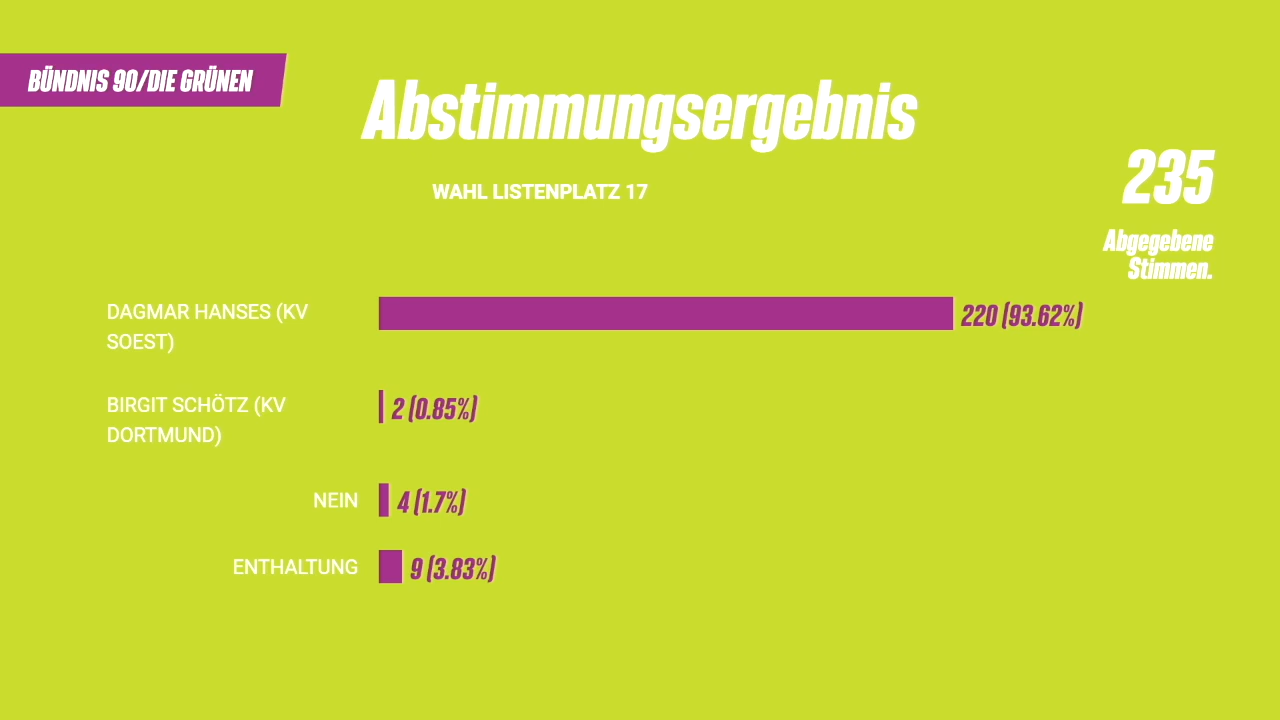 BÜNDNIS 90/DIE GRÜNEN
Abstimmungsergebnis
WAHL LISTENPLATZ 17
235
Abgegebene
Stimmen.
DAGMAR HANSES (KV
SOEST)
220 (93.62%)
BIRGIT SCHÖTZ (KV
DORTMUND)
2 (0.85%)
NEIN
4 (1.7%)
ENTHALTUNG
9 (3.83%)